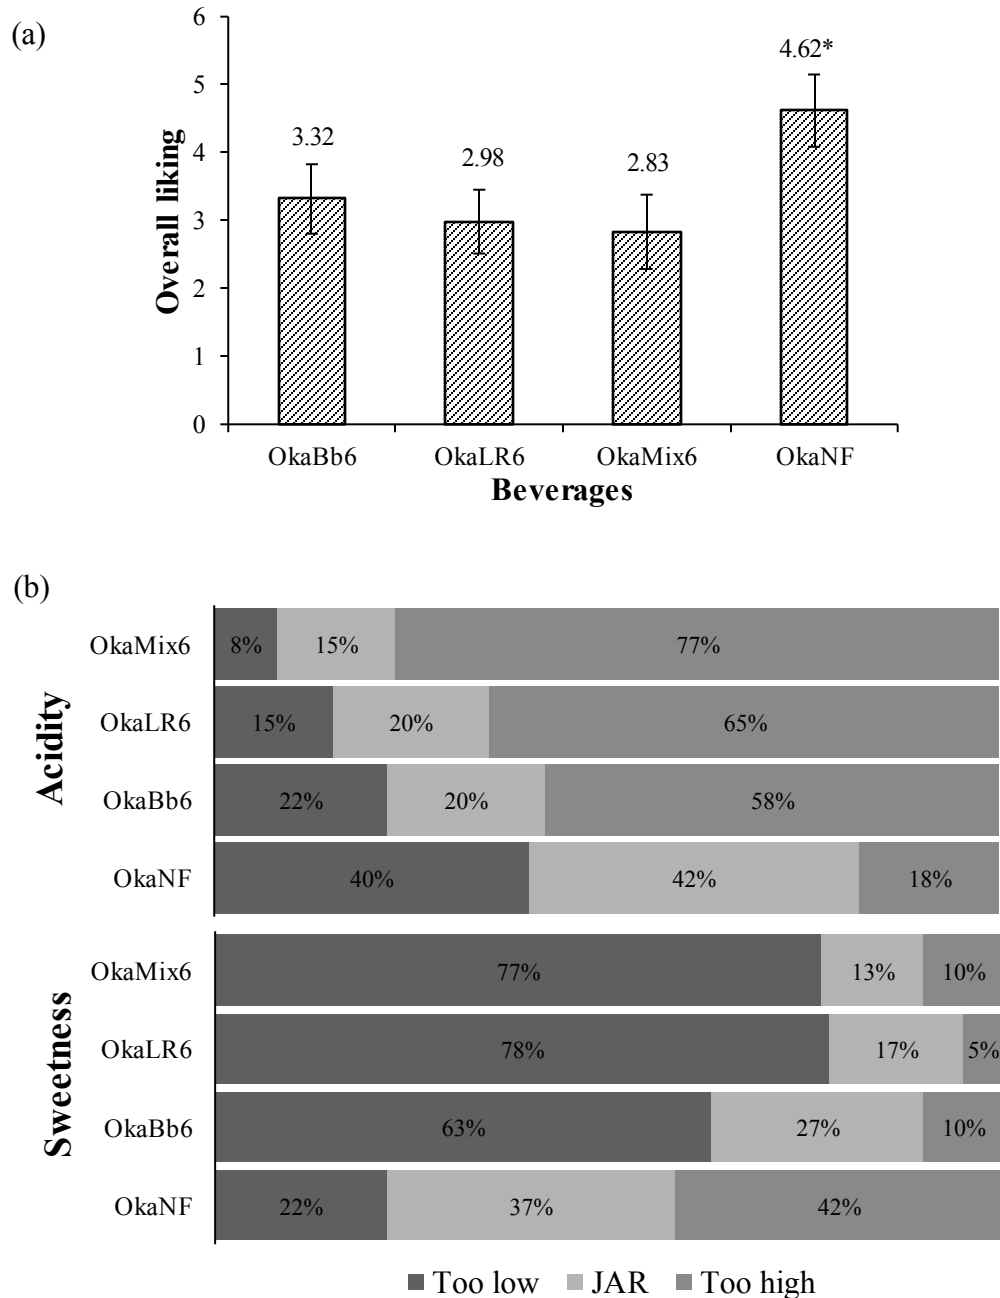 (a)
Overall liking
6
5
4
3
2
1
0
3.32
2.98
2.83
4.62*
OkaBb6 OkaLR6 OkaMix6 OkaNF
Beverages
(b)
Acidity
OkaMix6 8% 15% 77%
OkaLR6 15% 20% 65%
OkaBb6 22% 20% 58%
OkaNF 40% 42% 18%
Sweetness
OkaMix6 77% 13% 10%
OkaLR6 78% 17% 5%
OkaBb6 63% 27% 10%
OkaNF 22% 37% 42%
Too low JAR Too high